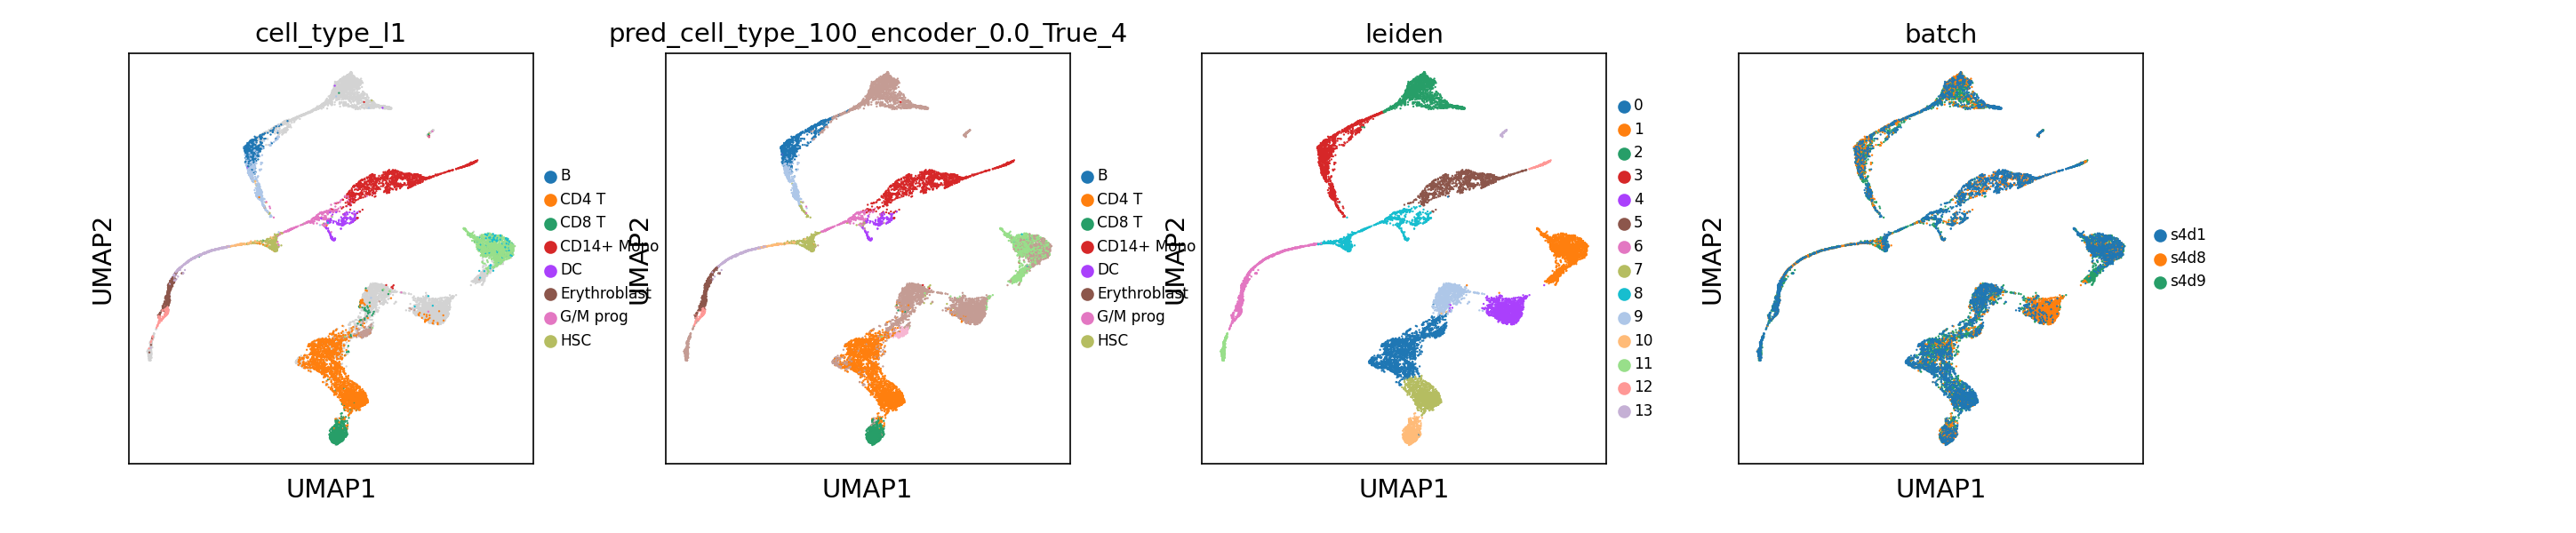 cell_type_l1
UMAP2
UMAP1
B
CD4 T
CD8 T
CD14+ Mono
DC
Erythroblast
G/M prog
HSC
pred_cell_type_100_encoder_0.0_True_4
UMAP2
UMAP1
B
CD4 T
CD8 T
CD14+ Mono
DC
Erythroblast
G/M prog
HSC
leiden
UMAP2
UMAP1
0
1
2
3
4
5
6
7
8
9
10
11
12
13
batch
UMAP2
UMAP1
s4d1
s4d8
s4d9